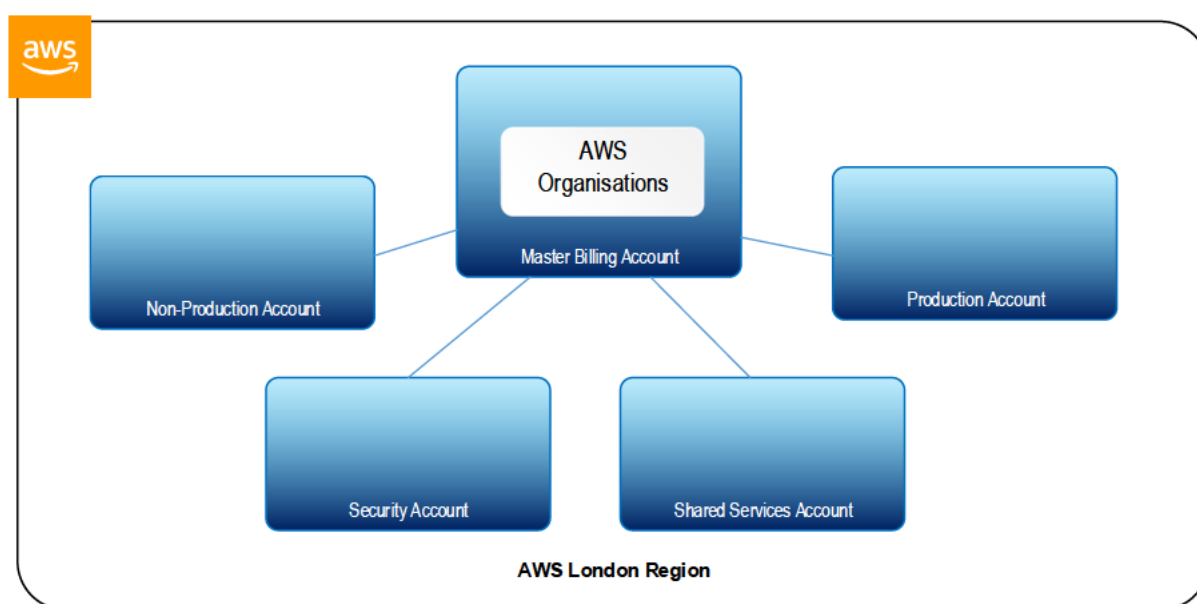 aws
AWS
Organisations
Master Billing Account
Non-Production Account
Production Account
Security Account
Shared Services Account
AWS London Region